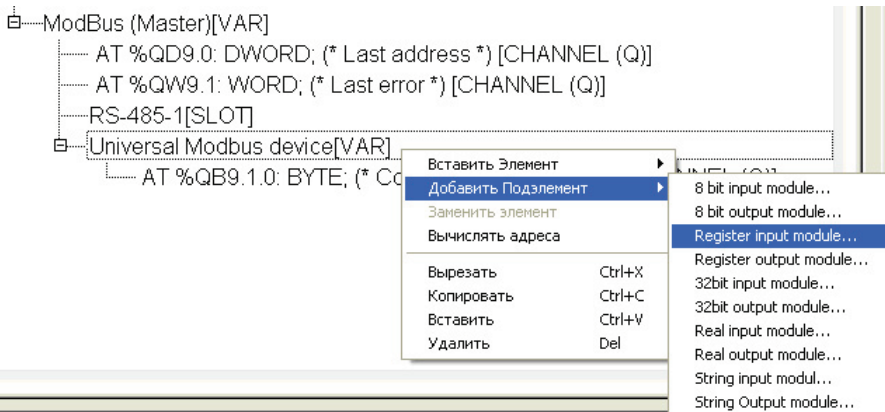 ModBus (Master)[VAR]
AT %QD9.0: DWORD; (* Last address *) [CHANNEL (Q)]
AT %QW9.1: WORD; (* Last error *) [CHANNEL (Q)]
RS-485-1[SLOT]
Universal Modbus device[VAR]
AT %QB9.1.0: BYTE; (* Co
Вставить Элемент
Добавить Подэлемент
Заменить элемент
Вычислять адреса
Вырезать Ctrl+X
Копировать Ctrl+C
Вставить Ctrl+V
Удалить Del
8 bit input module...
8 bit output module...
Register input module...
Register output module...
32bit input module...
32bit output module...
Real input module...
Real output module...
String input modul...
String Output module...